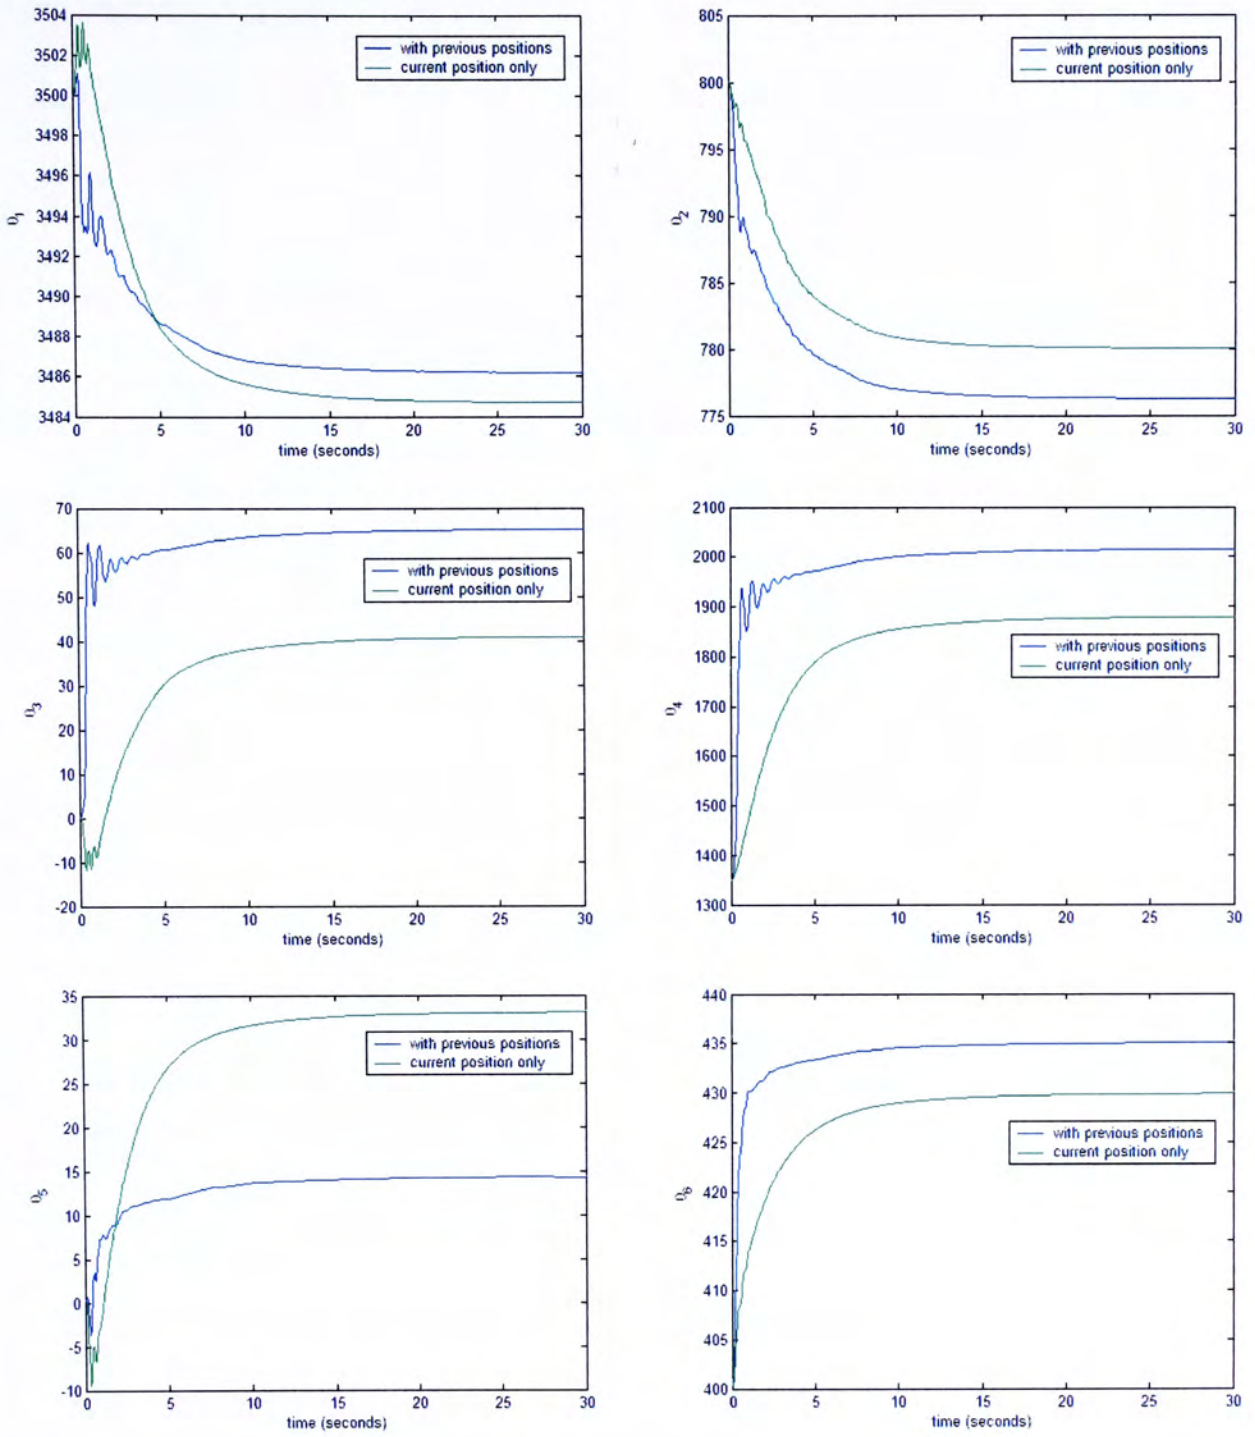 3504
3502
3500
3498
3496
3494
3492
3490
3488
3486
3484
θ1
with previous positions
current position only
0 5 10 15 20 25 30
time (seconds)
805
800
795
790
785
780
775
θ2
with previous positions
current position only
0 5 10 15 20 25 30
time (seconds)
70
60
50
40
30
20
10
0
-10
-20
θ3
with previous positions
current position only
0 5 10 15 20 25 30
time (seconds)
2100
2000
1900
1800
1700
1600
1500
1400
1300
θ4
with previous positions
current position only
0 5 10 15 20 25 30
time (seconds)
35
30
25
20
15
10
5
0
-5
-10
θ5
with previous positions
current position only
0 5 10 15 20 25 30
time (seconds)
440
435
430
425
420
415
410
405
400
θ6
with previous positions
current position only
0 5 10 15 20 25 30
time (seconds)